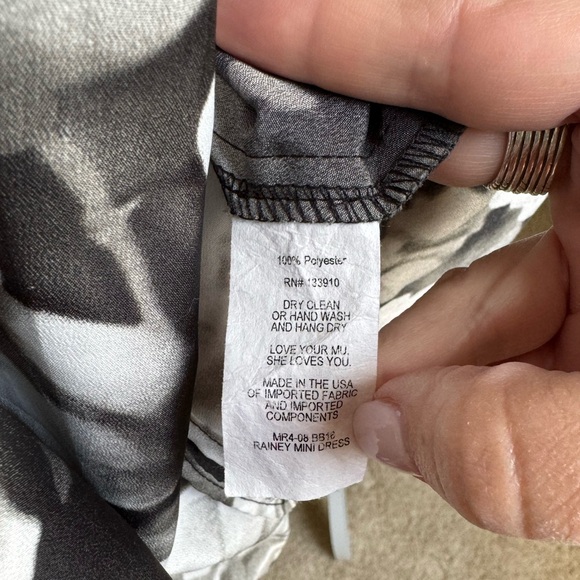 100% Polyester
RN# 133910
DRY CLEAN
OR HAND WASH
AND HANG DRY
LOVE YOUR MU,
SHE LOVES YOU.
MADE IN THE USA
OF IMPORTED FABRIC
AND IMPORTED
COMPONENTS
MR4-08 BB16
RAINEY MINI DRESS